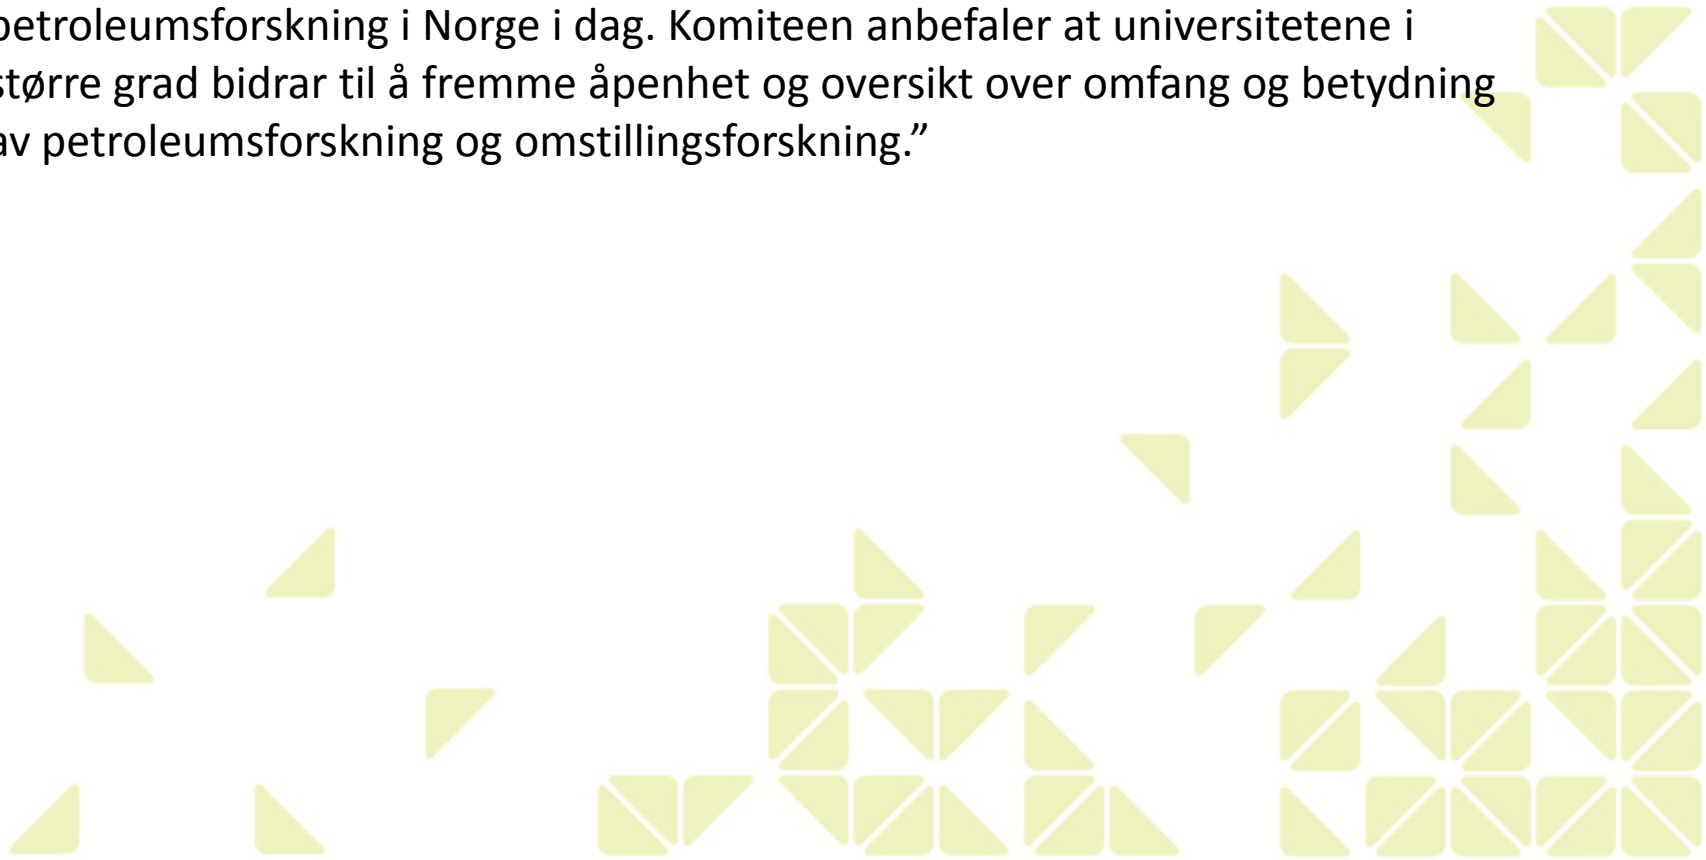 petroleumsforskning i Norge i dag. Komiteen anbefaler at universitetene i
større grad bidrar til å fremme åpenhet og oversikt over omfang og betydning
av petroleumsforskning og omstillingsforskning.”